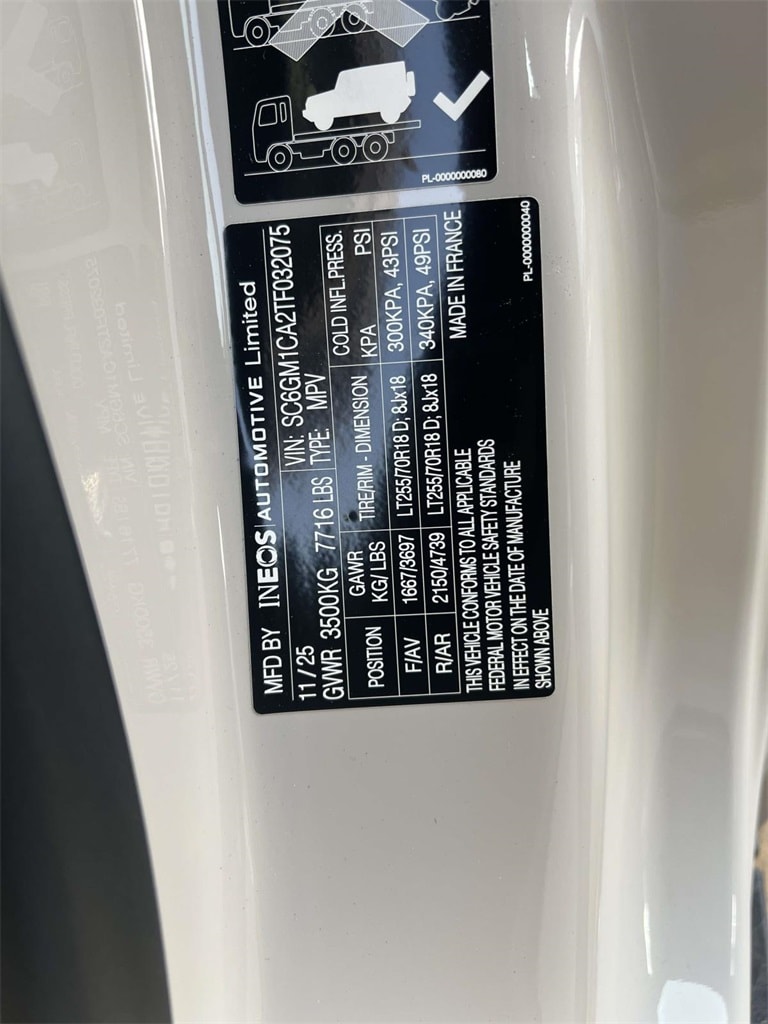 PL-0000000080
MFD BY INEOS AUTOMOTIVE Limited
11/25 VIN: SC6GM1CA2TF032075
GVWR 3500KG 7716 LBS TYPE: MPV
POSITION GAWR KG/LBS TIRE/RIM - DIMENSION COLD INFL.PRESS. KPA PSI
F/AV 1667/3697 LT255/70R18 D; 8Jx18 300KPA, 43PSI
R/AR 2150/4739 LT255/70R18 D; 8Jx18 340KPA, 49PSI
THIS VEHICLE CONFORMS TO ALL APPLICABLE MADE IN FRANCE
FEDERAL MOTOR VEHICLE SAFETY STANDARDS
IN EFFECT ON THE DATE OF MANUFACTURE
SHOWN ABOVE
PL-0000000040